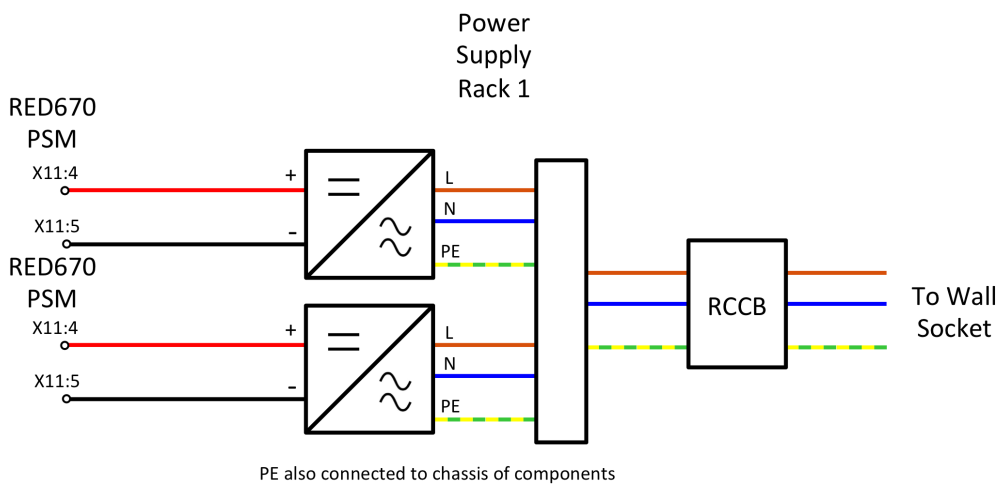 Power
Supply
Rack 1
RED670
PSM
X11:4
+
L
N
X11:5
-
PE
RED670
PSM
X11:4
+
L
N
X11:5
-
PE
RCCB
To Wall
Socket
PE also connected to chassis of components